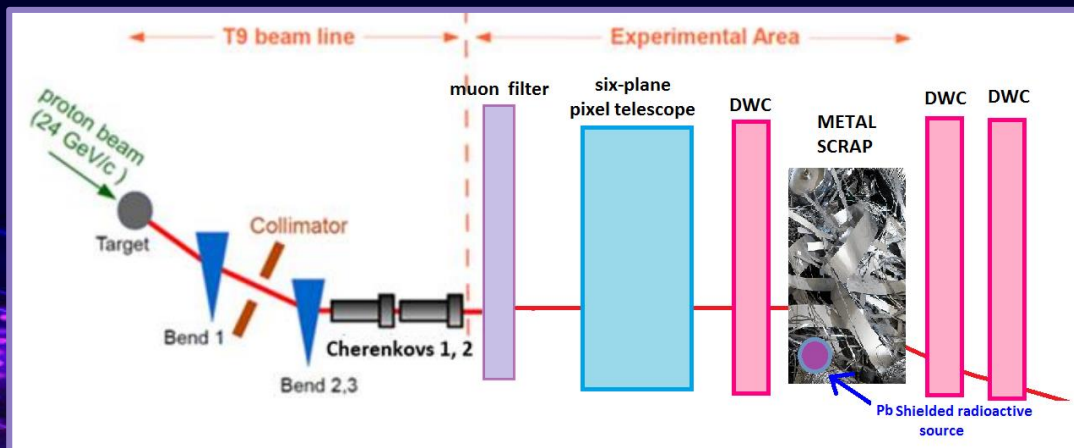 T9 beam line
Experimental Area
proton beam
(24 GeV/c )
Target
Bend 1
Collimator
Bend 2,3
Cherenkovs 1, 2
muon filter
six-plane
pixel telescope
DWC
METAL
SCRAP
DWC
DWC
Pb Shielded radioactive
source